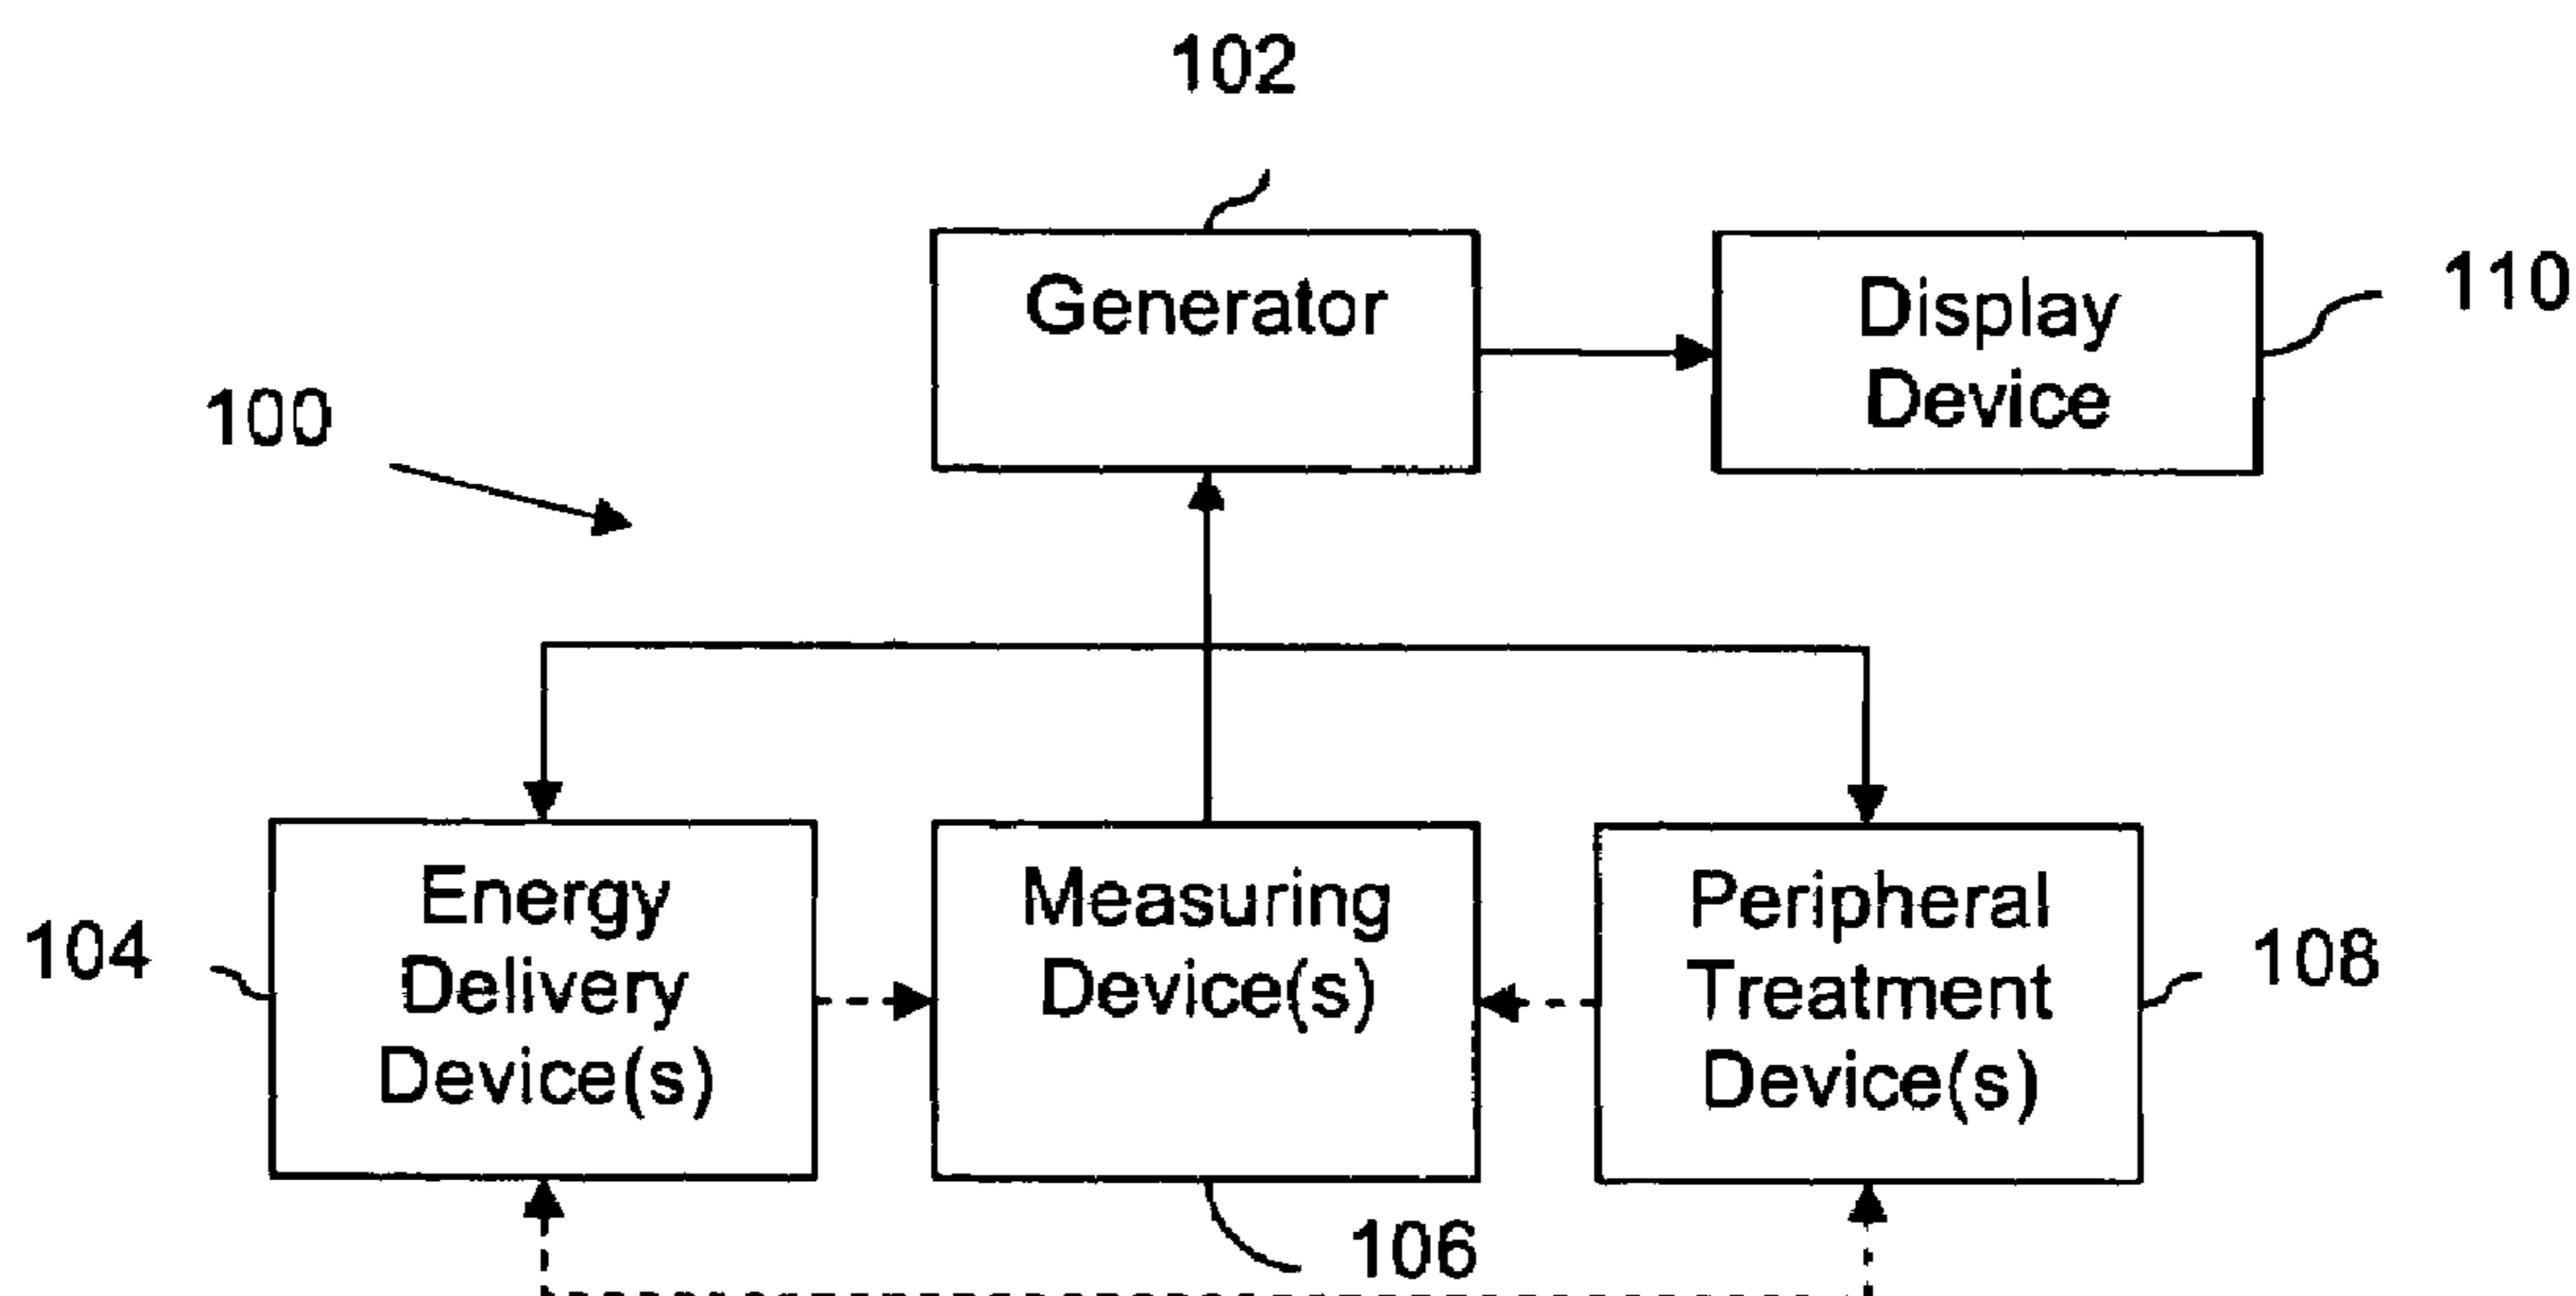 102
Generator
Display
Device
110
100
104
Energy
Delivery
Device(s)
Measuring
Device(s)
Peripheral
Treatment
Device(s)
108
106